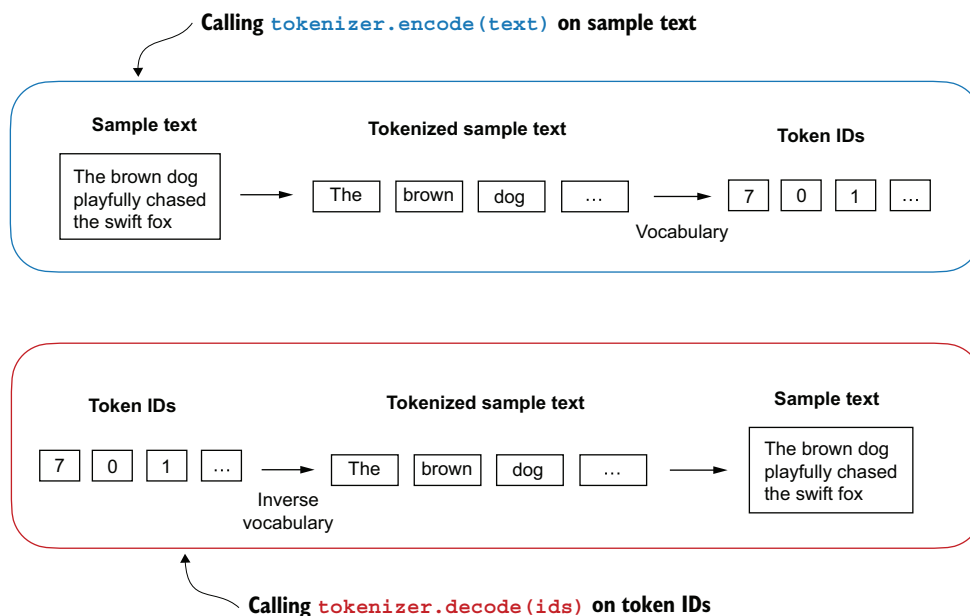 Calling tokenizer.encode(text) on sample text
Sample text
Tokenized sample text
Token IDs
The brown dog
playfully chased
the swift fox
The
brown
dog
...
Vocabulary
7
0
1
...
Token IDs
Tokenized sample text
Sample text
7
0
1
...
Inverse
vocabulary
The
brown
dog
...
The brown dog
playfully chased
the swift fox
Calling tokenizer.decode(ids) on token IDs